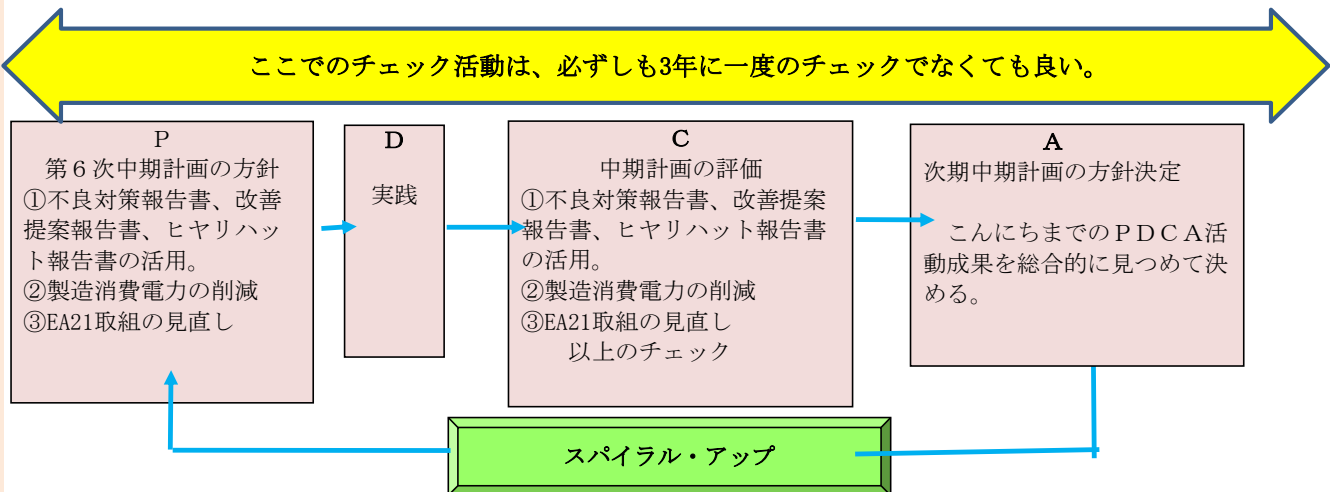 ここでのチェック活動は、必ずしも3年に一度のチェックでなくても良い。
P
第6次中期計画の方針
①不良対策報告書、改善
提案報告書、ヒヤリハッ
ト報告書の活用。
②製造消費電力の削減
③EA21取組の見直し
D
実践
C
中期計画の評価
①不良対策報告書、改善提案
報告書、ヒヤリハット報告書
の活用。
②製造消費電力の削減
③EA21取組の見直し
以上のチェック
A
次期中期計画の方針決定
こんにちまでのPDCA活
動成果を総合的に見つめて決
める。
スパイラル・アップ